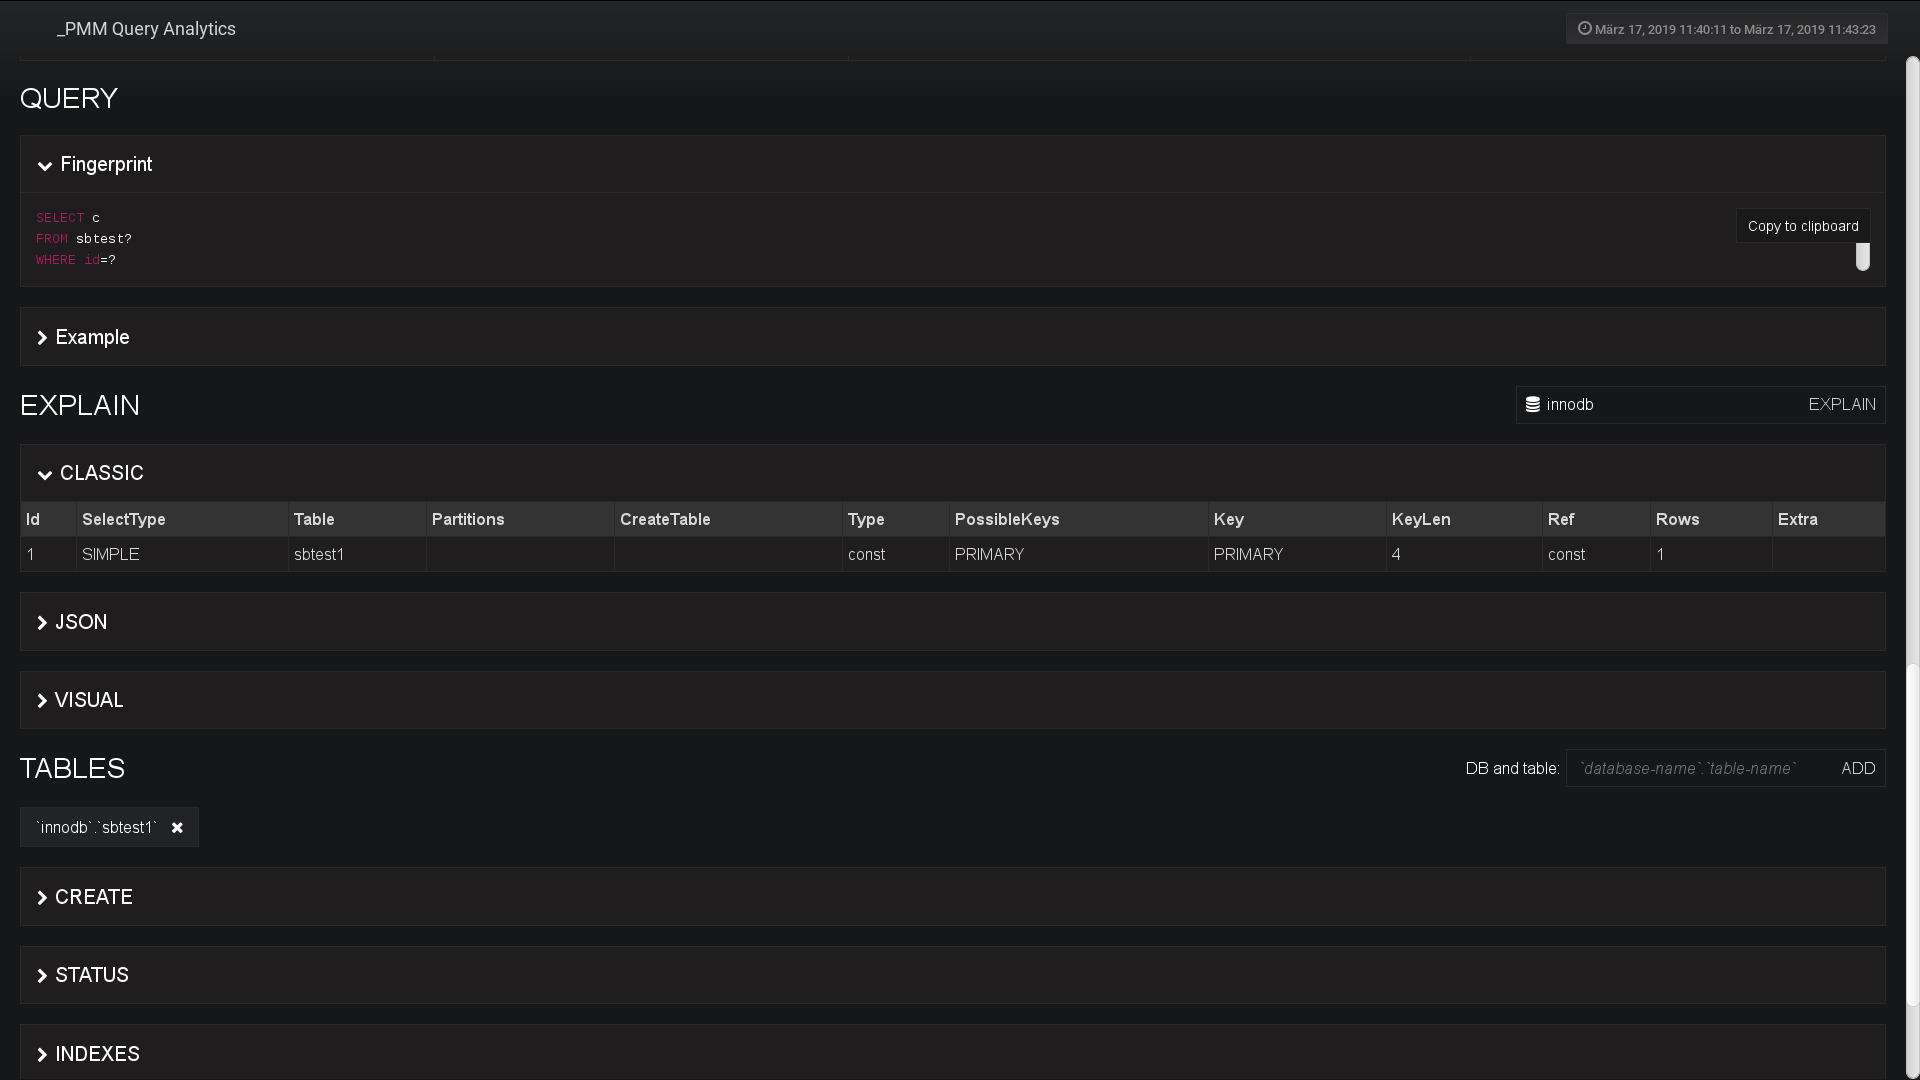 _PMM Query Analytics
März 17, 2019 11:40:11 to März 17, 2019 11:43:23
QUERY
Fingerprint
SELECT c
FROM sbtest?
WHERE id=?
Copy to clipboard
Example
EXPLAIN
innodb EXPLAIN
CLASSIC
Id SelectType Table Partitions CreateTable Type PossibleKeys Key KeyLen Ref Rows Extra
1 SIMPLE sbtest1 const PRIMARY PRIMARY 4 const 1
JSON
VISUAL
TABLES
DB and table: `database-name`.`table-name` ADD
`innodb`.`sbtest1`
CREATE
STATUS
INDEXES